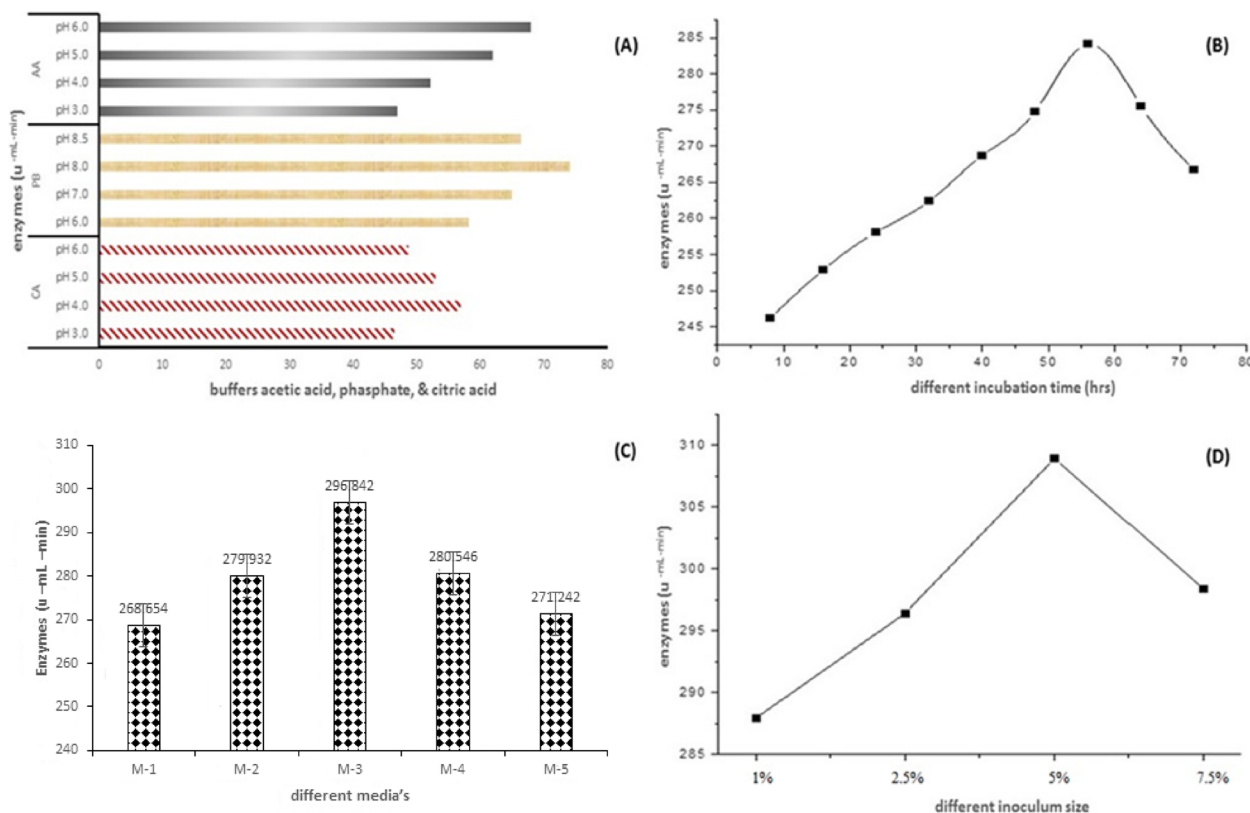 (A)
enzymes (u -mL-min)
AA
pH 6.0
pH 5.0
pH 4.0
pH 3.0
PB
pH 8.5
pH 8.0
pH 7.0
pH 6.0
CA
pH 6.0
pH 5.0
pH 4.0
pH 3.0
0 10 20 30 40 50 60 70 80
buffers acetic acid, phasphate, & citric acid
(B)
enzymes (u -mL-min)
285
280
275
270
265
260
255
250
245
0 10 20 30 40 50 60 70 80
different incubation time (hrs)
(C)
Enzymes (u –mL –min)
310
300
290
280
270
260
250
240
268.654
279.932
296.842
280.546
271.242
M-1 M-2 M-3 M-4 M-5
different media's
(D)
enzymes (u -mL-min)
310
305
300
295
290
285
1% 2.5% 5% 7.5%
different inoculum size